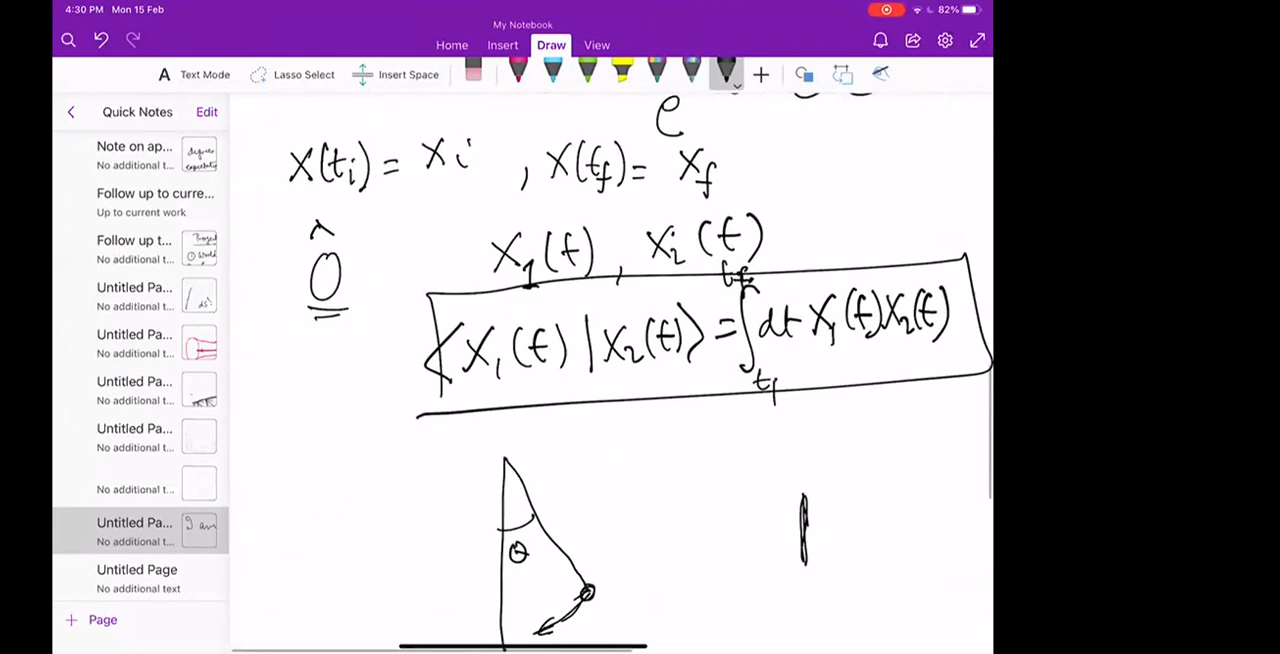 4:30 PM Mon 15 Feb
82%
My Notebook
Home Insert Draw View
A Text Mode Lasso Select Insert Space
Quick Notes Edit
Note on ap...
No additional t...
Follow up to curre...
Up to current work
Follow up t...
No additional t...
Untitled Pa...
No additional t...
Untitled Pa...
No additional t...
Untitled Pa...
No additional t...
Untitled Pa...
No additional t...
No additional t...
Untitled Pa...
No additional t...
Untitled Page
No additional text
+ Page
e
x(ti) = xi , x(tf) = xf
Ô
x1(t), x2(t)
⟨x1(t)|x2(t)⟩ = ∫ti^tf dt x1(t)x2(t)
θ